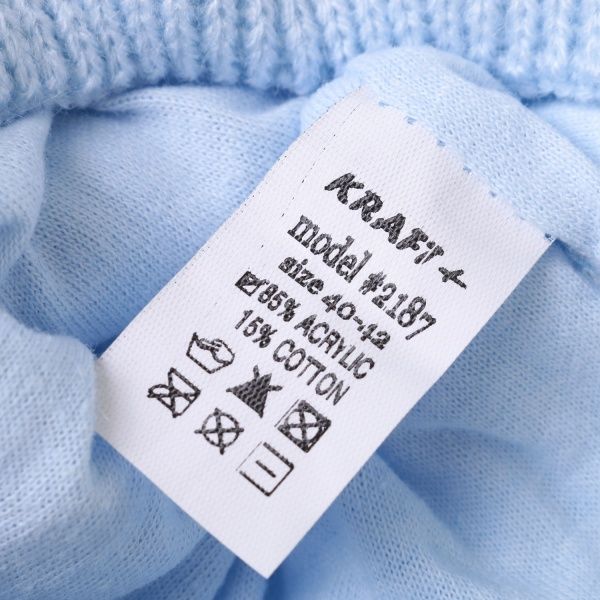 KRAFT+
model #2187
size 40-42
85% ACRYLIC
15% COTTON